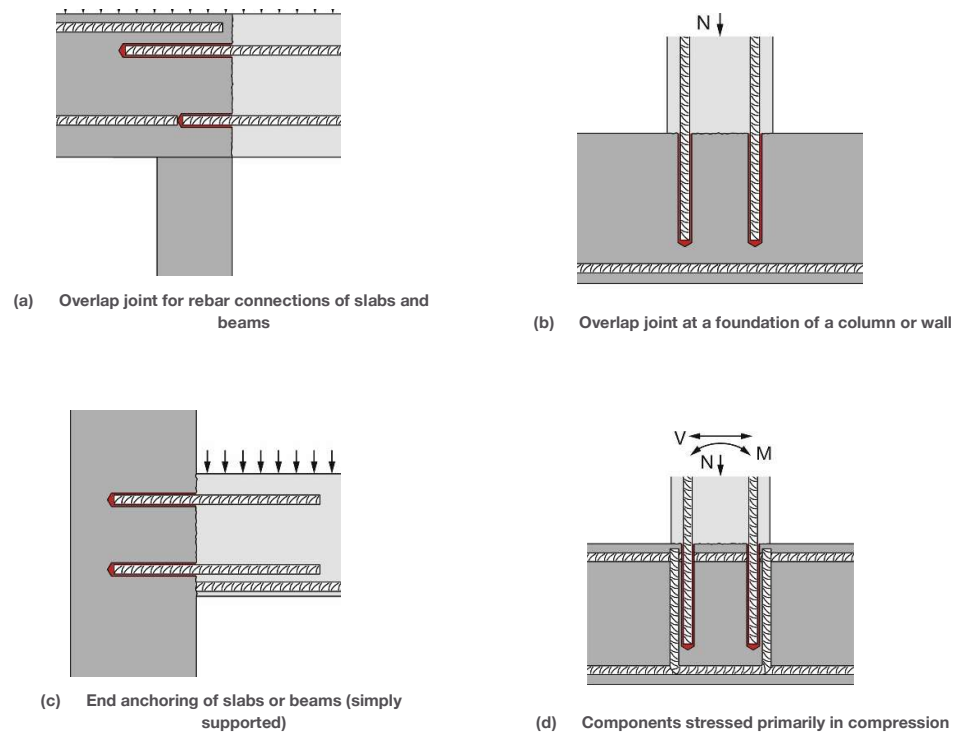 N
(a) Overlap joint for rebar connections of slabs and
beams
(b) Overlap joint at a foundation of a column or wall
V
N
M
(c) End anchoring of slabs or beams (simply
supported)
(d) Components stressed primarily in compression